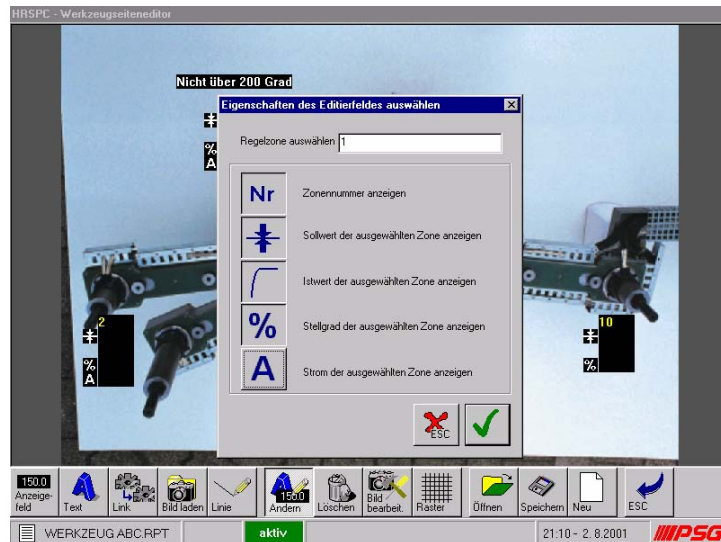 HRSPC - Werkzeugseiteneditor
Nicht über 200 Grad
Eigenschaften des Editierfeldes auswählen
Regelzone auswählen 1
Nr Zonennummer anzeigen
Sollwert der ausgewählten Zone anzeigen
Istwert der ausgewählten Zone anzeigen
% Stellgrad der ausgewählten Zone anzeigen
A Strom der ausgewählten Zone anzeigen
ESC
%
A
2
%
A
10
%
150.0
Anzeige-
feld
Text
Link
Bild laden
Linie
150.0
Ändern
Löschen
Bild
bearbeit.
Raster
Öffnen
Speichern
Neu
ESC
WERKZEUG ABC.RPT
aktiv
21:10 - 2. 8.2001
PSG